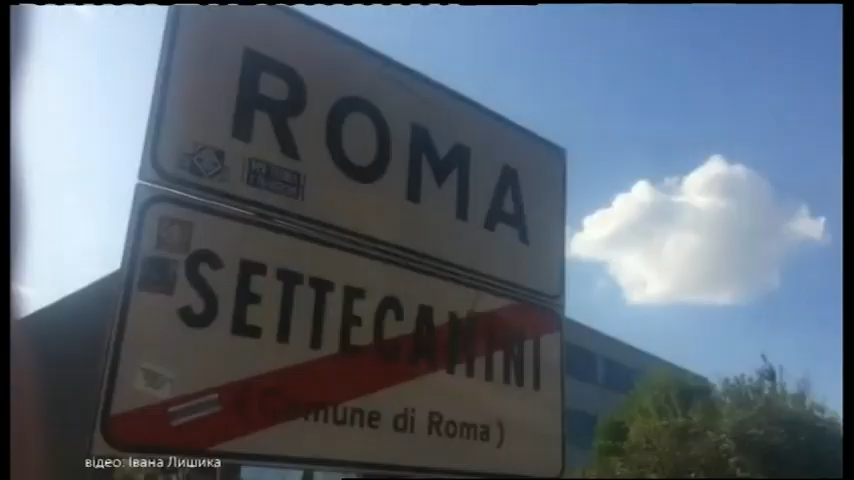 ROMA
SETTECAMINI
(Comune di Roma)
відео: Івана Лишика